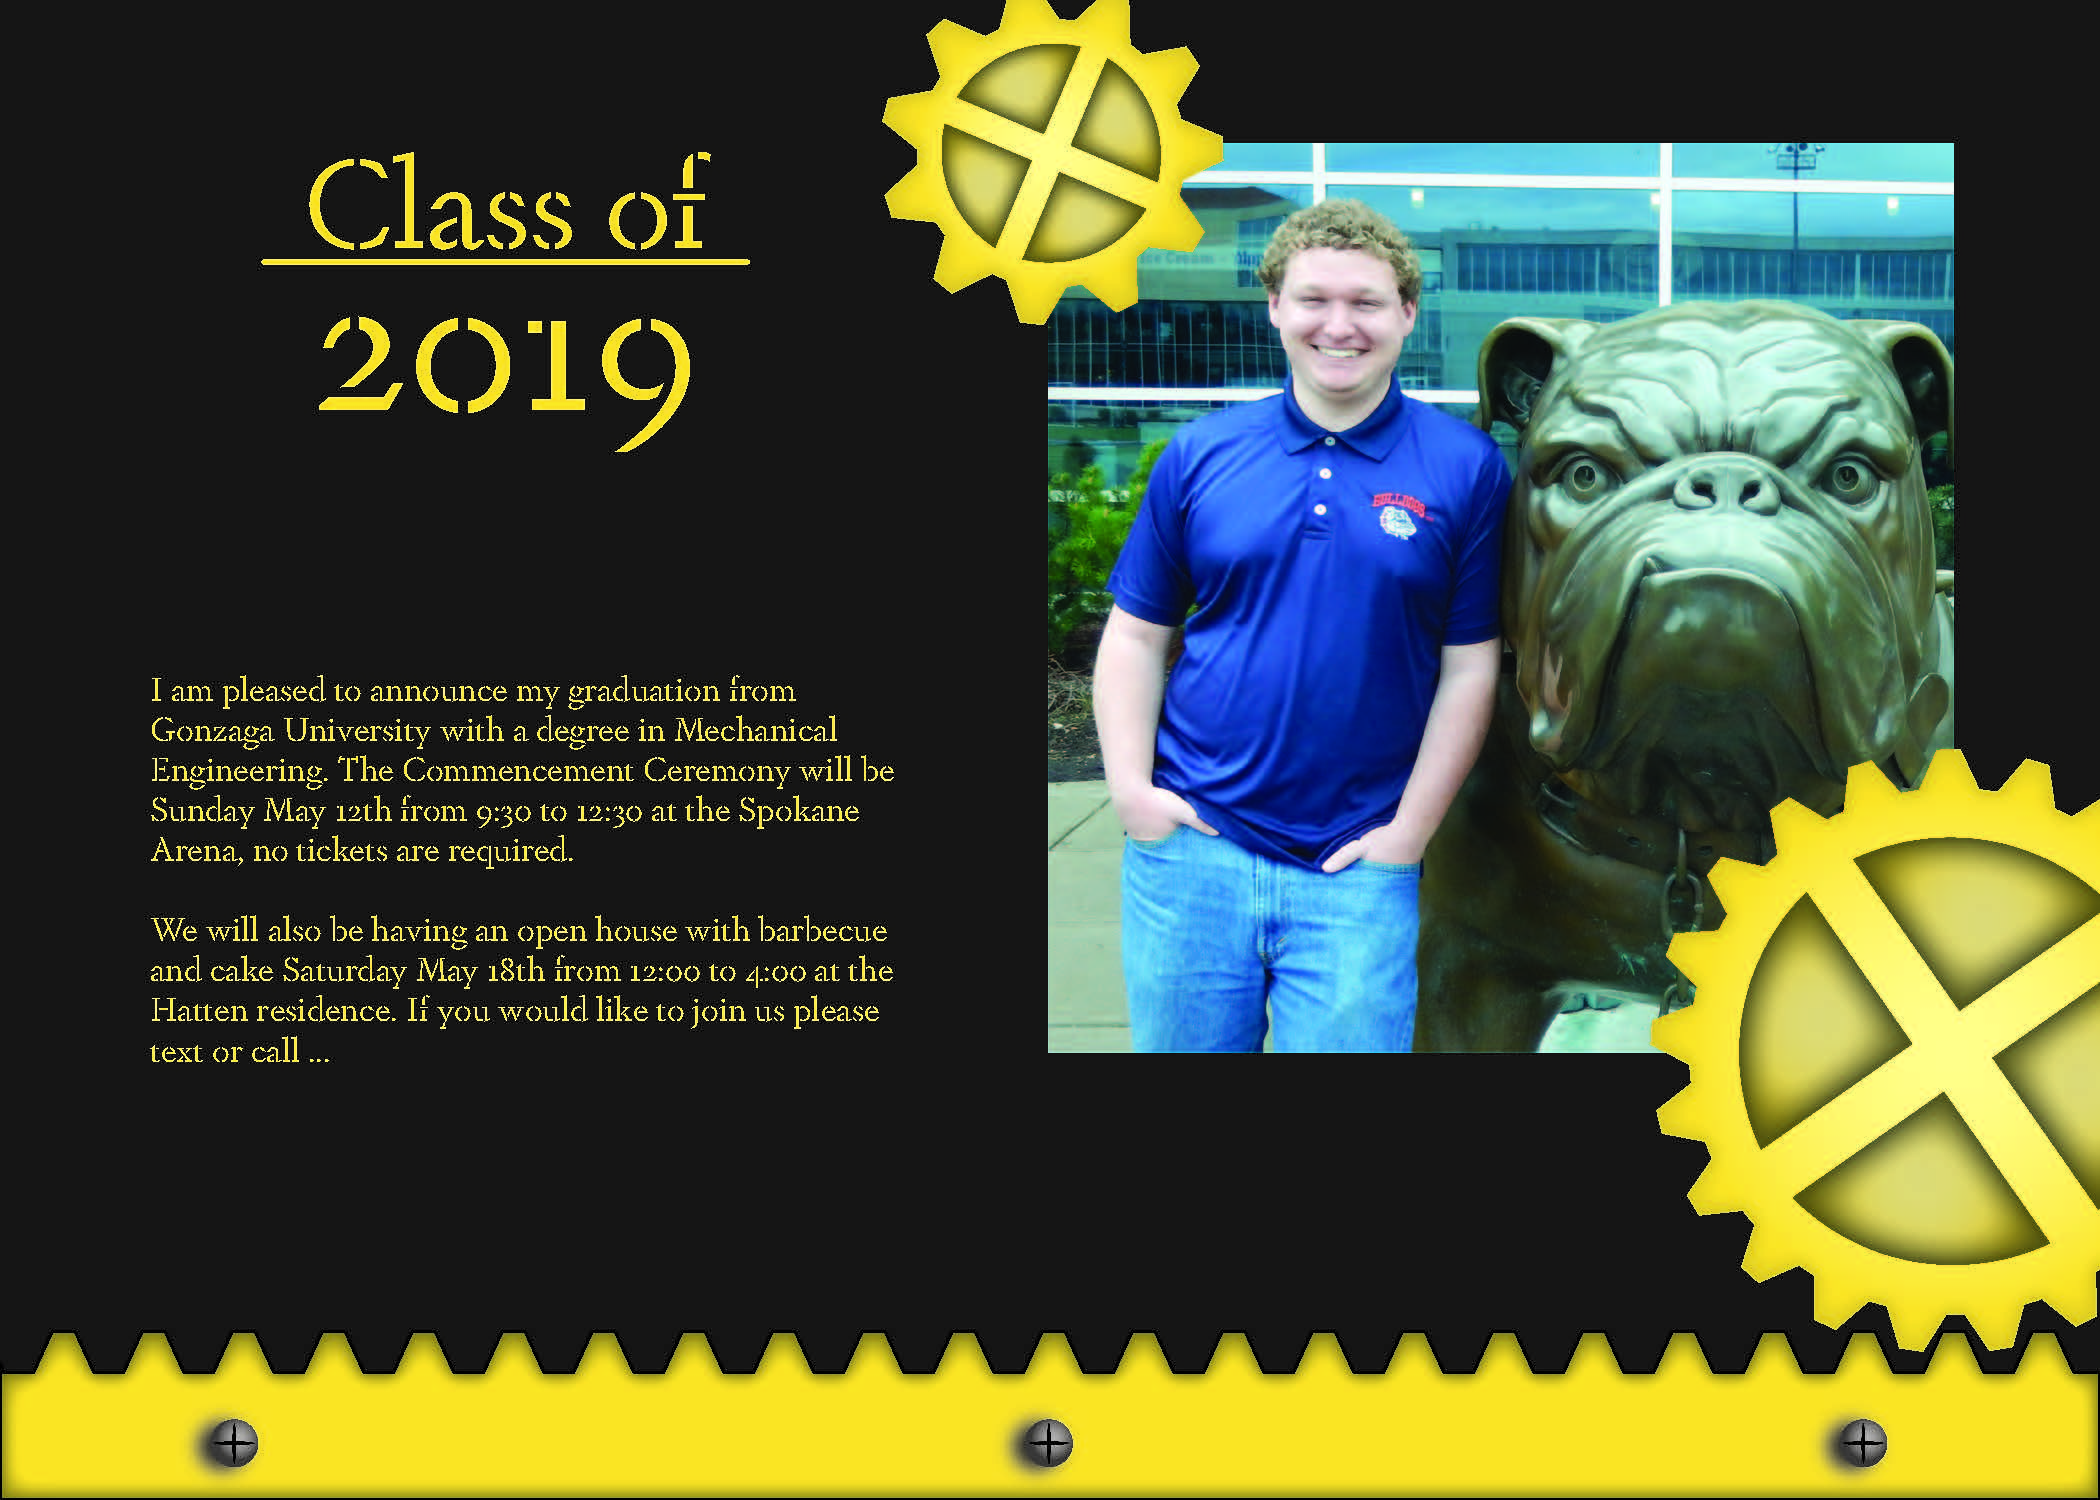 Class of
2019
I am pleased to announce my graduation from
Gonzaga University with a degree in Mechanical
Engineering. The Commencement Ceremony will be
Sunday May 12th from 9:30 to 12:30 at the Spokane
Arena, no tickets are required.
We will also be having an open house with barbecue
and cake Saturday May 18th from 12:00 to 4:00 at the
Hatten residence. If you would like to join us please
text or call ...
Ice Cream
BULLDOGS